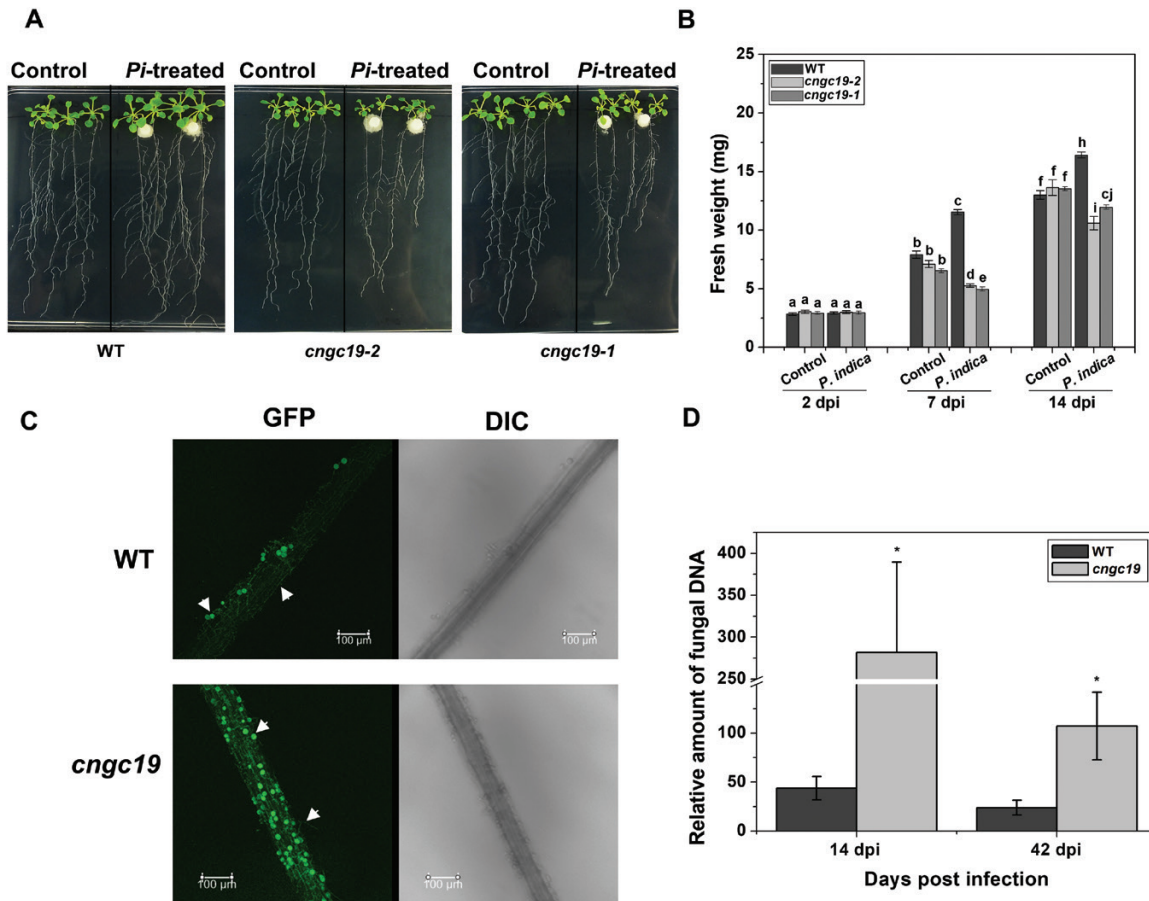 A
Control Pi-treated Control Pi-treated Control Pi-treated
WT cngc19-2 cngc19-1
B
25
20
15
10
5
0
Fresh weight (mg)
WT
cngc19-2
cngc19-1
a a a a a a
b b b c d e
f f f h i cj
Control P. indica Control P. indica Control P. indica
2 dpi 7 dpi 14 dpi
C
GFP DIC
WT
100 µm 100 µm
cngc19
100 µm 100 µm
D
400
350
300
250
100
50
0
Relative amount of fungal DNA
WT
cngc19
* *
14 dpi 42 dpi
Days post infection